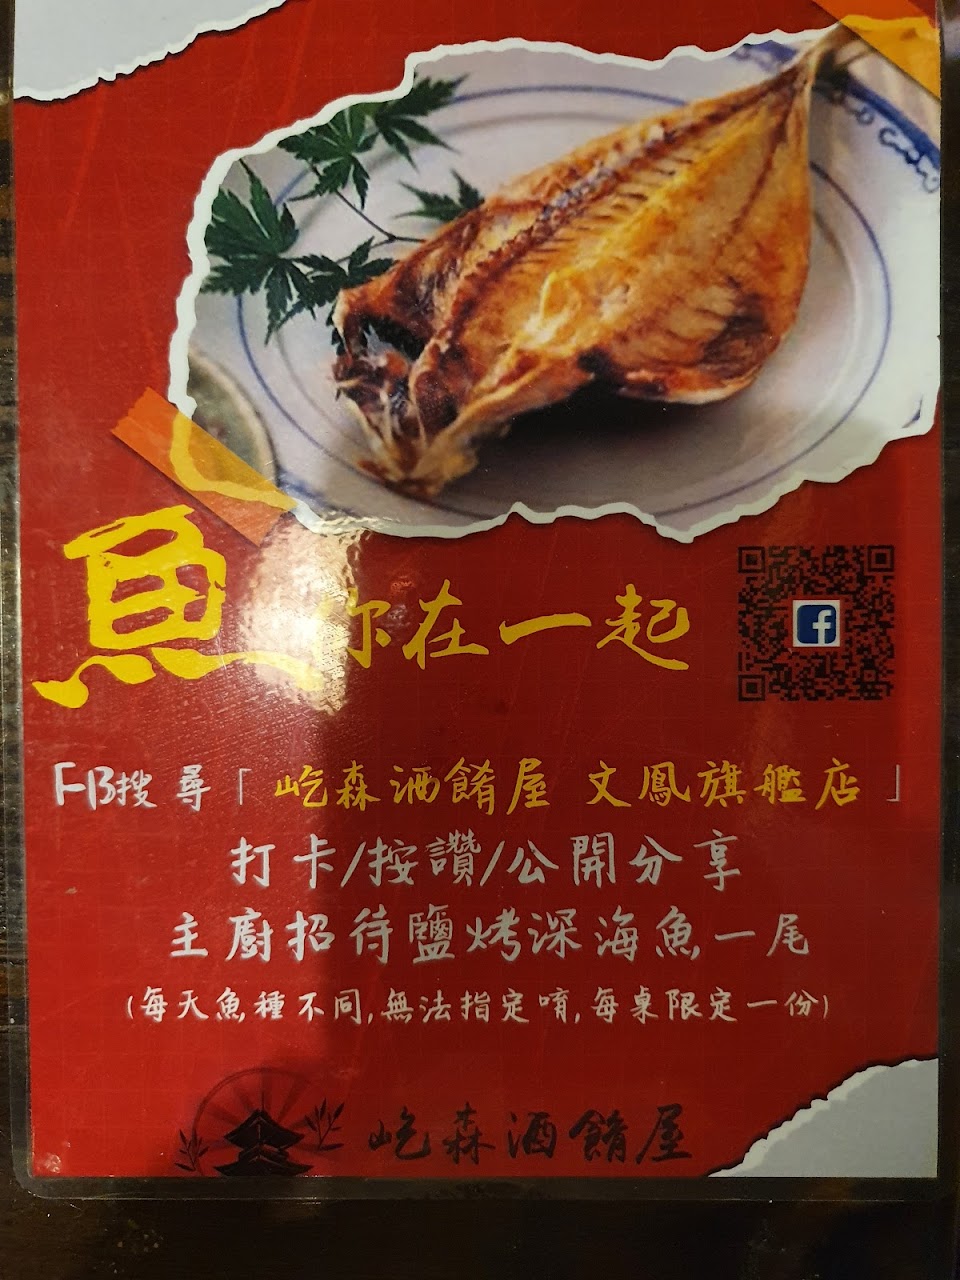 魚你在一起
FB搜尋「屹森酒餚屋 文鳳旗艦店」
打卡/按讚/公開分享
主廚招待鹽烤深海魚一尾
(每天魚種不同,無法指定唷,每桌限定一份)
屹森酒餚屋